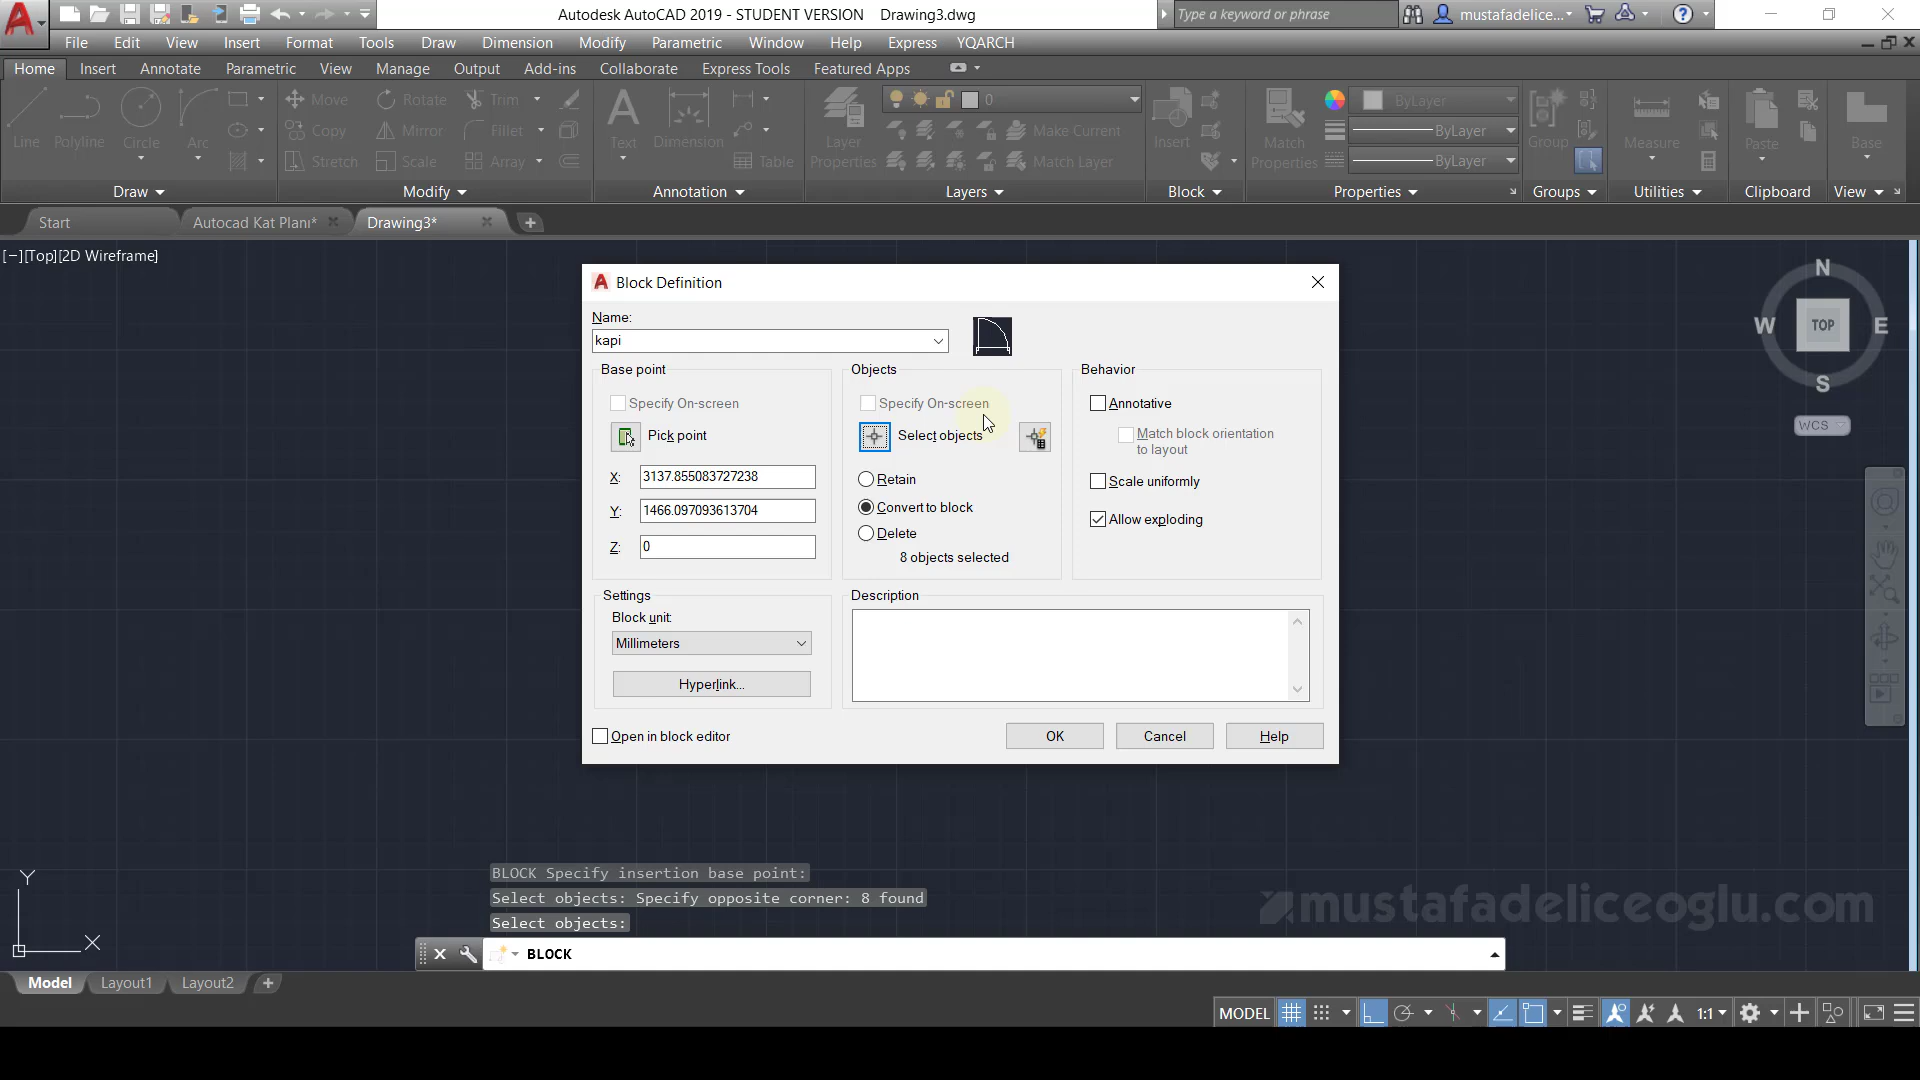 Autodesk AutoCAD 2019 - STUDENT VERSION Drawing3.dwg
Type a keyword or phrase
mustafadelice...
File Edit View Insert Format Tools Draw Dimension Modify Parametric Window Help Express YQARCH
Home Insert Annotate Parametric View Manage Output Add-ins Collaborate Express Tools Featured Apps
Line Polyline Circle Arc
Move Rotate Trim
Copy Mirror Fillet
Stretch Scale Array
Text Dimension Table
Layer Properties
0
Make Current
Match Layer
Insert
Match Properties
ByLayer
ByLayer
ByLayer
Group Measure Paste Base
Draw Modify Annotation Layers Block Properties Groups Utilities Clipboard View
Start Autocad Kat Planı* Drawing3*
[−][Top][2D Wireframe]
N
W TOP E
S
WCS
Block Definition
Name:
kapi
Base point
Specify On-screen
Pick point
X: 3137.855083727238
Y: 1466.097093613704
Z: 0
Objects
Specify On-screen
Select objects
Retain
Convert to block
Delete
8 objects selected
Behavior
Annotative
Match block orientation
to layout
Scale uniformly
Allow exploding
Settings
Block unit:
Millimeters
Hyperlink...
Description
Open in block editor
OK Cancel Help
BLOCK Specify insertion base point:
Select objects: Specify opposite corner: 8 found
Select objects:
mustafadeliceoglu.com
Y
X
BLOCK
Model Layout1 Layout2
MODEL 1:1